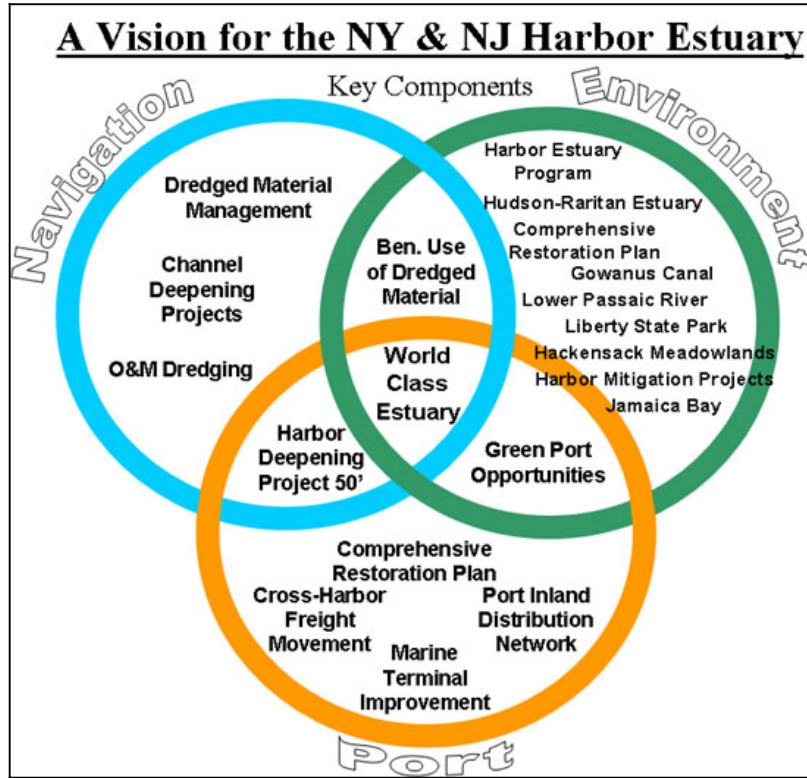 A Vision for the NY & NJ Harbor Estuary
Key Components
Navigation
Environment
Dredged Material
Management
Channel
Deepening
Projects
O&M Dredging
Ben. Use
of Dredged
Material
Harbor Estuary
Program
Hudson-Raritan Estuary
Comprehensive
Restoration Plan
Gowanus Canal
Lower Passaic River
Liberty State Park
Hackensack Meadowlands
Harbor Mitigation Projects
Jamaica Bay
World
Class
Estuary
Harbor
Deepening
Project 50’
Green Port
Opportunities
Comprehensive
Restoration Plan
Cross-Harbor
Freight
Movement
Port Inland
Distribution
Network
Marine
Terminal
Improvement
Port